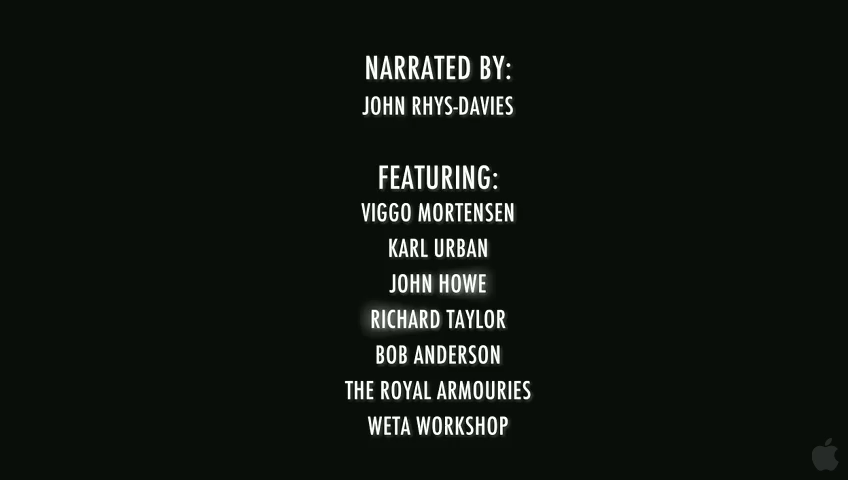 NARRATED BY:
JOHN RHYS-DAVIES
FEATURING:
VIGGO MORTENSEN
KARL URBAN
JOHN HOWE
RICHARD TAYLOR
BOB ANDERSON
THE ROYAL ARMOURIES
WETA WORKSHOP